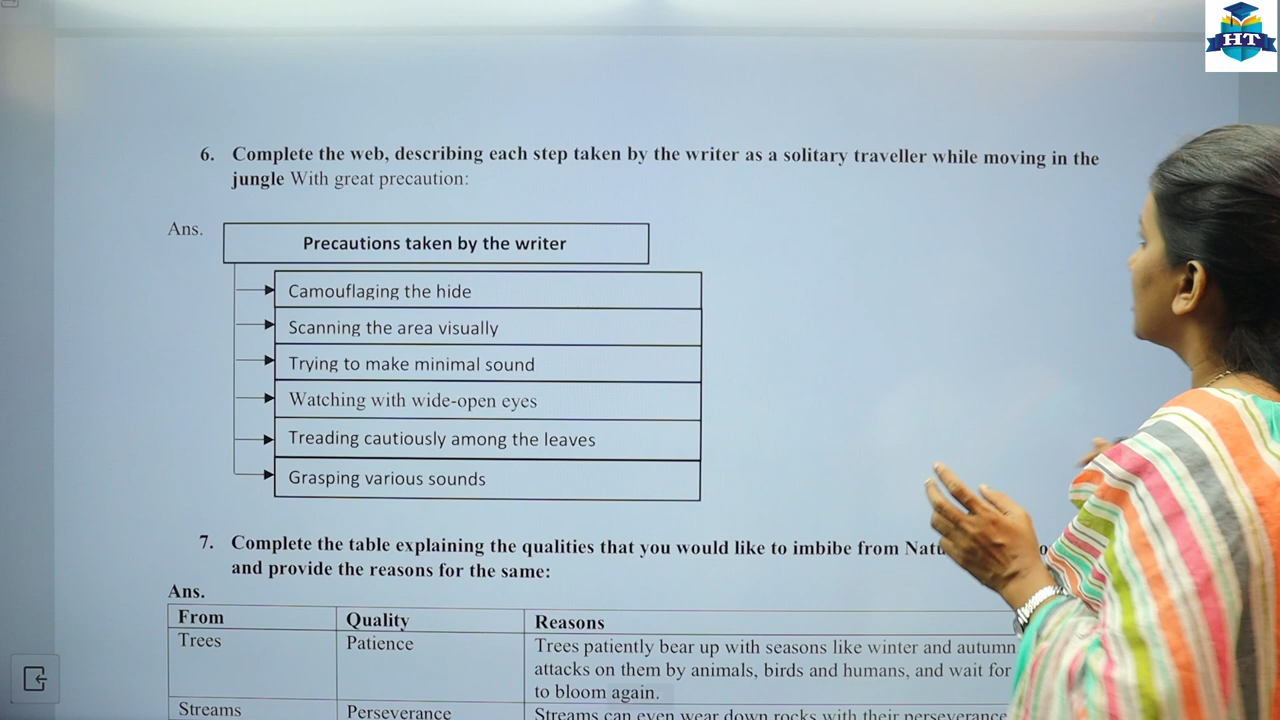 HT
6. Complete the web, describing each step taken by the writer as a solitary traveller while moving in the
jungle With great precaution:
Ans.
Precautions taken by the writer
Camouflaging the hide
Scanning the area visually
Trying to make minimal sound
Watching with wide-open eyes
Treading cautiously among the leaves
Grasping various sounds
7. Complete the table explaining the qualities that you would like to imbibe from
and provide the reasons for the same:
Ans.
From Quality Reasons
Trees Patience Trees patiently bear up with seasons like winter and autumn
attacks on them by animals, birds and humans, and wait for
to bloom again.
Streams Perseverance Streams can even wear down rocks with their perseverance